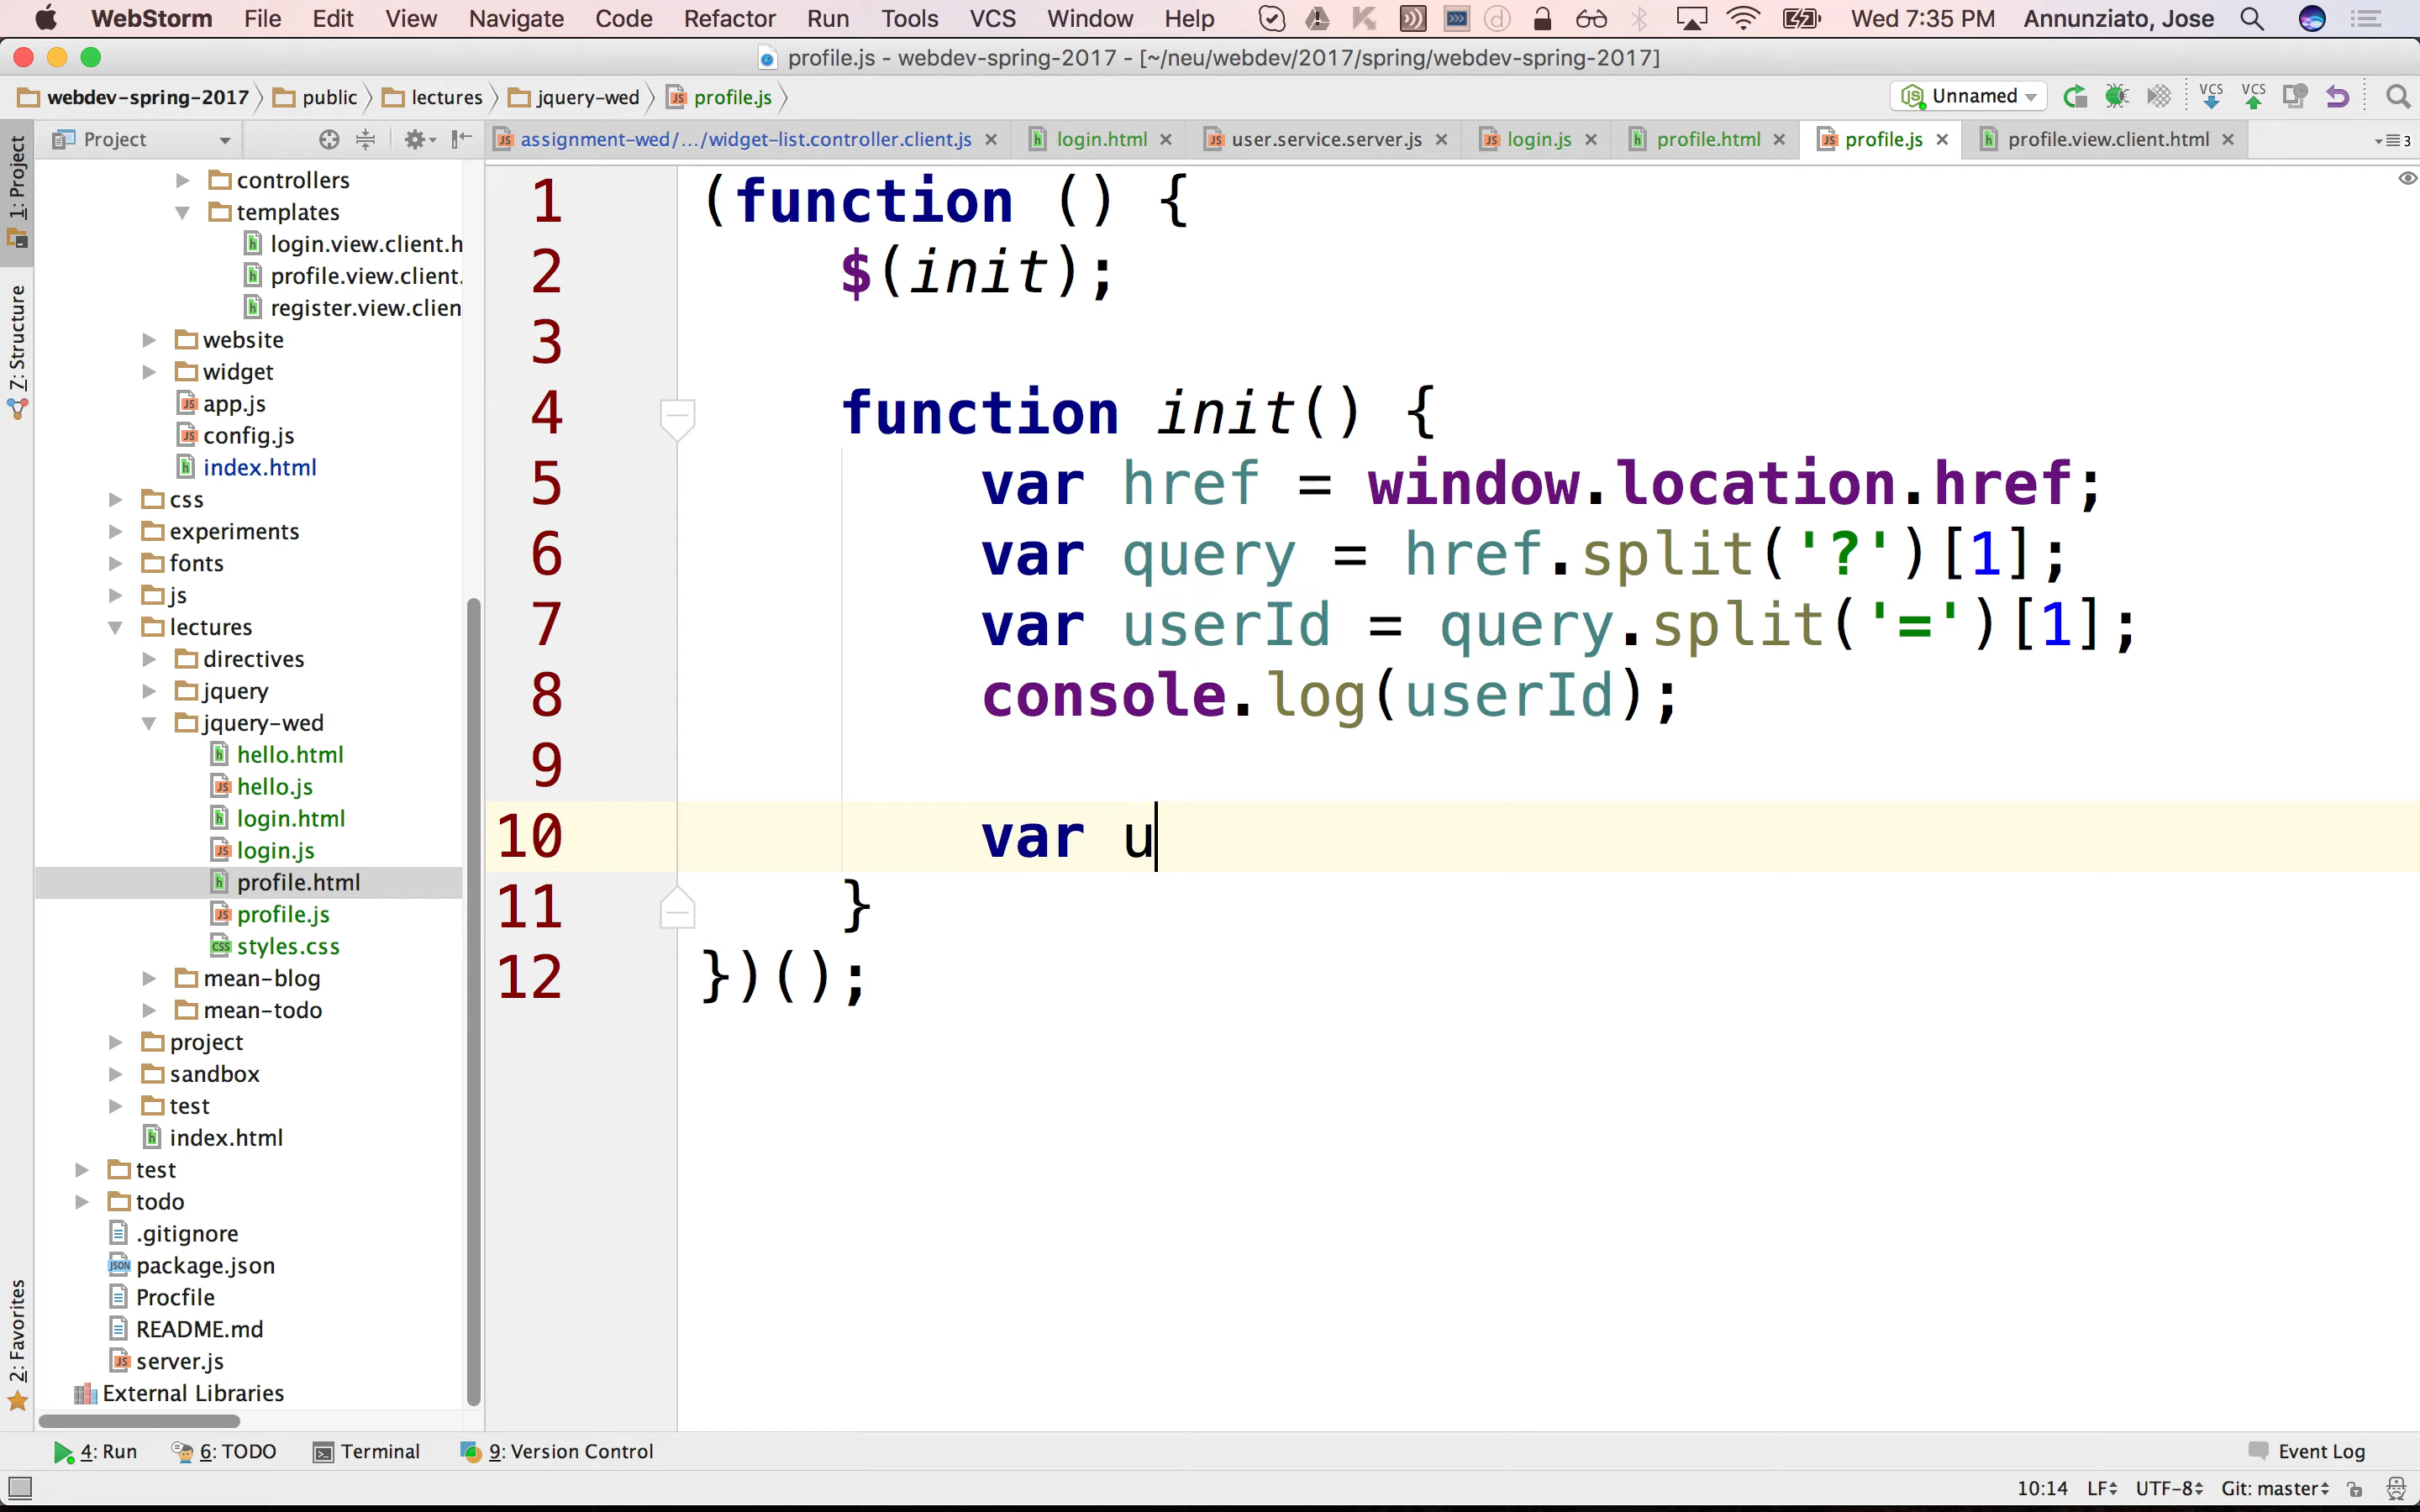 WebStorm File Edit View Navigate Code Refactor Run Tools VCS Window Help Wed 7:35 PM Annunziato, Jose
profile.js - webdev-spring-2017 - [~/neu/webdev/2017/spring/webdev-spring-2017]
webdev-spring-2017 public lectures jquery-wed profile.js Unnamed VCS VCS
Project
assignment-wed/.../widget-list.controller.client.js login.html user.service.server.js login.js profile.html profile.js profile.view.client.html 3
1: Project
7: Structure
2: Favorites
controllers
templates
login.view.client.h
profile.view.client.
register.view.clien
website
widget
app.js
config.js
index.html
css
experiments
fonts
js
lectures
directives
jquery
jquery-wed
hello.html
hello.js
login.html
login.js
profile.html
profile.js
styles.css
mean-blog
mean-todo
project
sandbox
test
index.html
test
todo
.gitignore
package.json
Procfile
README.md
server.js
External Libraries
1 (function () {
2 $(init);
3
4 function init() {
5 var href = window.location.href;
6 var query = href.split('?')[1];
7 var userId = query.split('=')[1];
8 console.log(userId);
9
10 var u
11 }
12 })();
4: Run 6: TODO Terminal 9: Version Control Event Log
10:14 LF UTF-8 Git: master